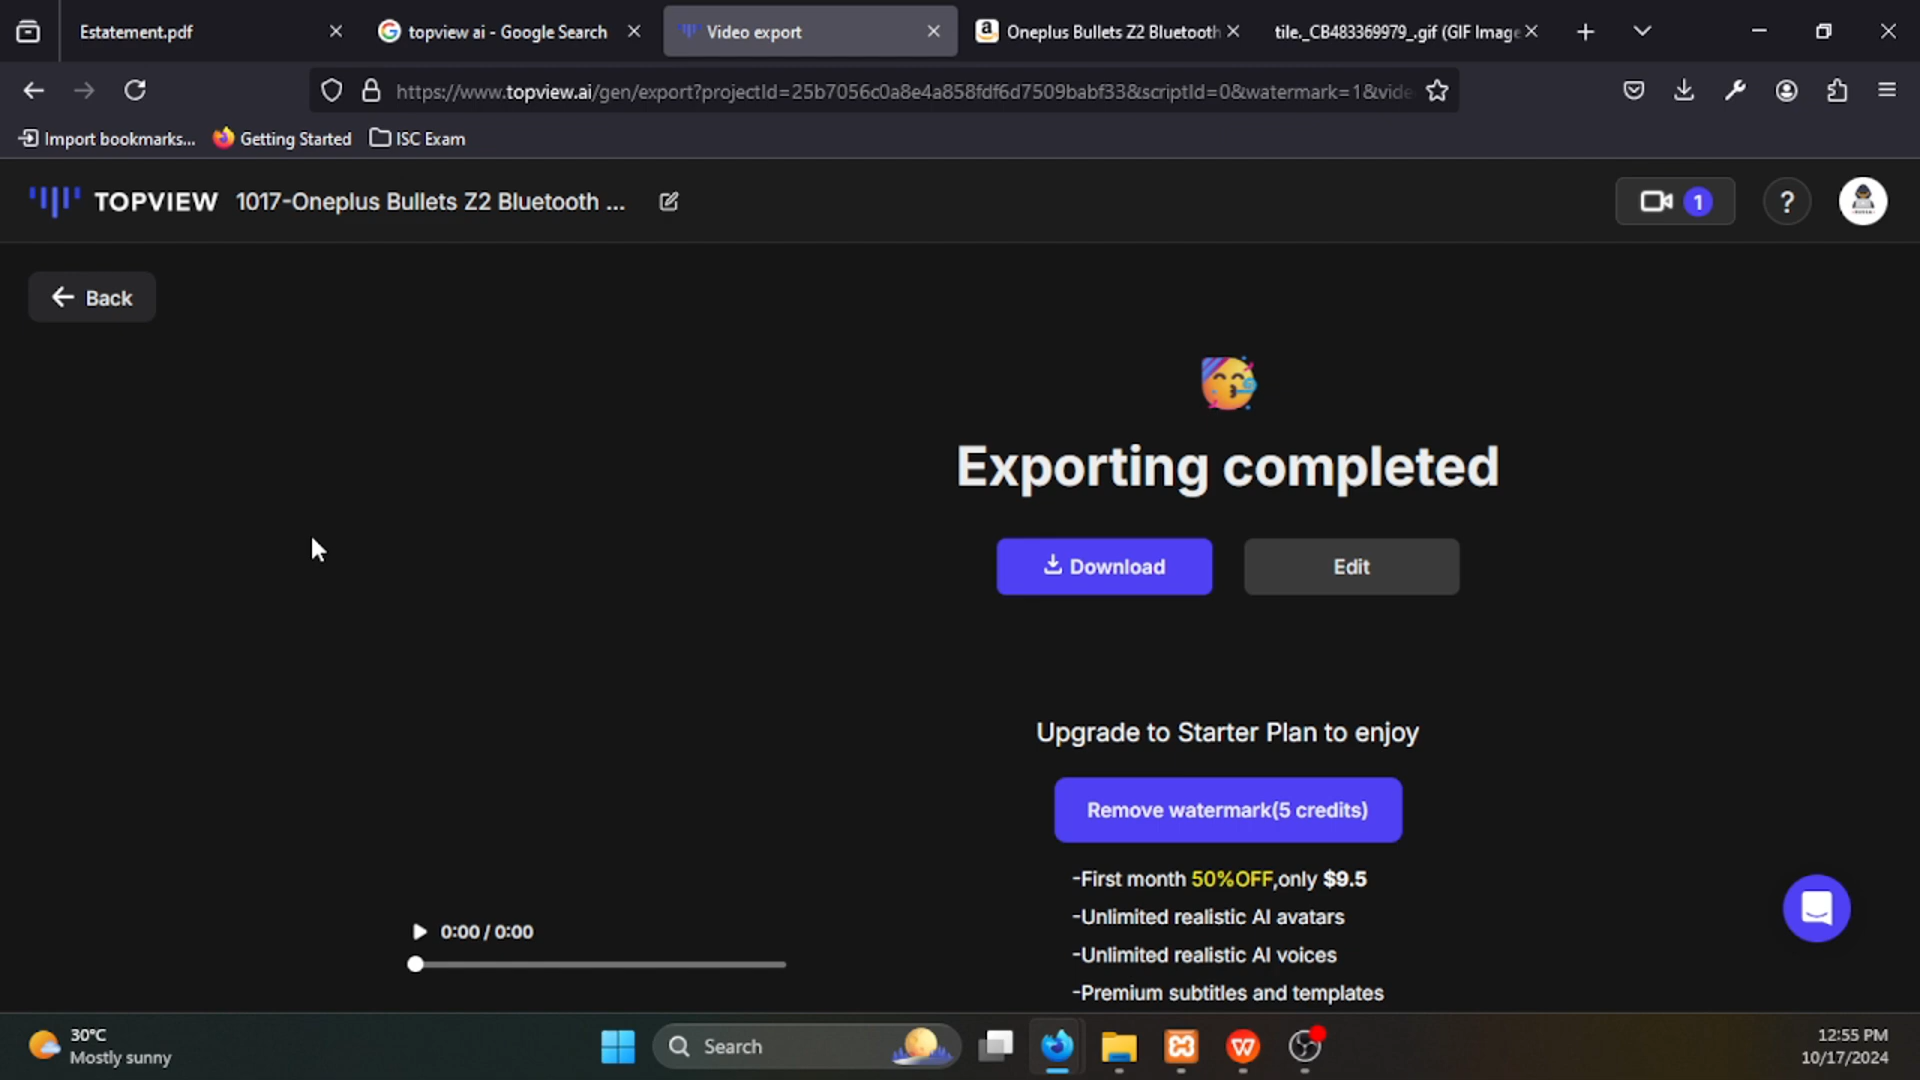 Estatement.pdf
topview ai - Google Search
Video export
Oneplus Bullets Z2 Bluetooth
tile._CB483369979_.gif (GIF Image
https://www.topview.ai/gen/export?projectId=25b7056c0a8e4a858fdf6d7509babf33&scriptId=0&watermark=1&vide
Import bookmarks...
Getting Started
ISC Exam
TOPVIEW
1017-Oneplus Bullets Z2 Bluetooth ...
1
?
Back
Exporting completed
Download
Edit
Upgrade to Starter Plan to enjoy
Remove watermark(5 credits)
-First month 50%OFF,only $9.5
-Unlimited realistic AI avatars
-Unlimited realistic AI voices
-Premium subtitles and templates
0:00 / 0:00
30°C
Mostly sunny
Search
12:55 PM
10/17/2024